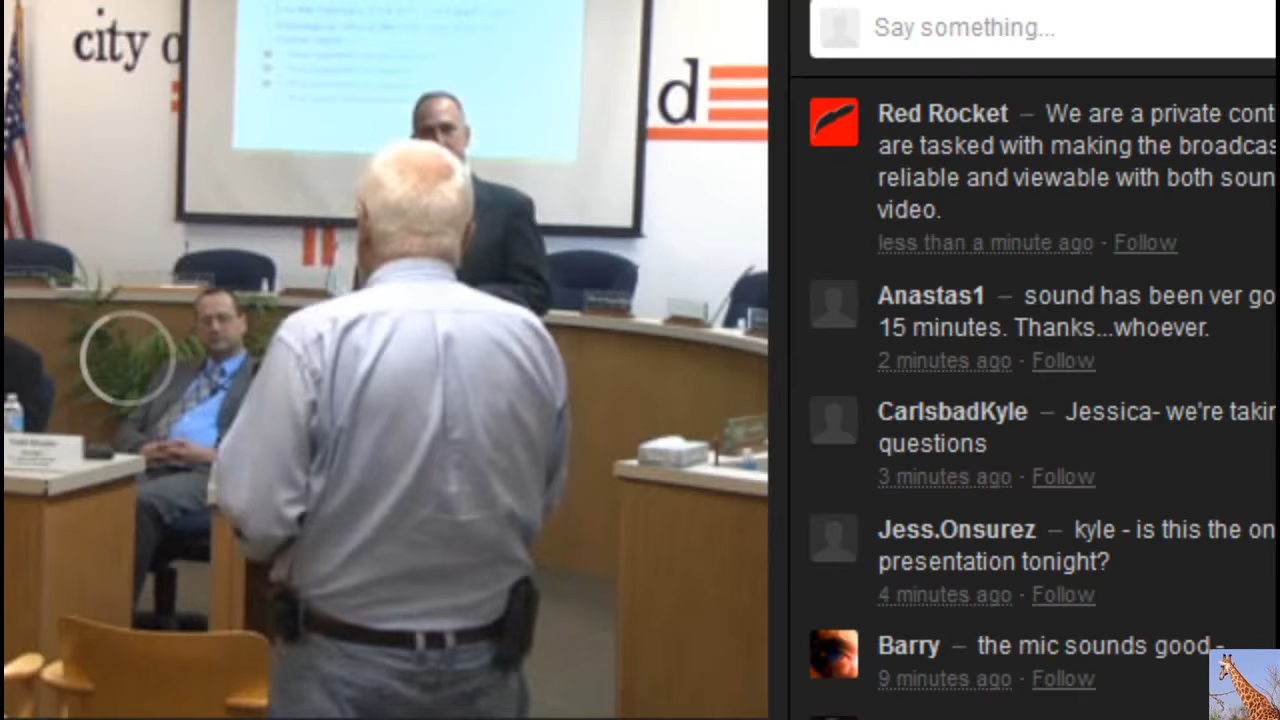 city o
d
Say something...
Red Rocket – We are a private cont
are tasked with making the broadcas
reliable and viewable with both soun
video.
less than a minute ago · Follow
Anastas1 – sound has been ver go
15 minutes. Thanks...whoever.
2 minutes ago · Follow
CarlsbadKyle – Jessica- we're takin
questions
3 minutes ago · Follow
Jess.Onsurez – kyle - is this the on
presentation tonight?
4 minutes ago · Follow
Barry – the mic sounds good -
9 minutes ago · Follow